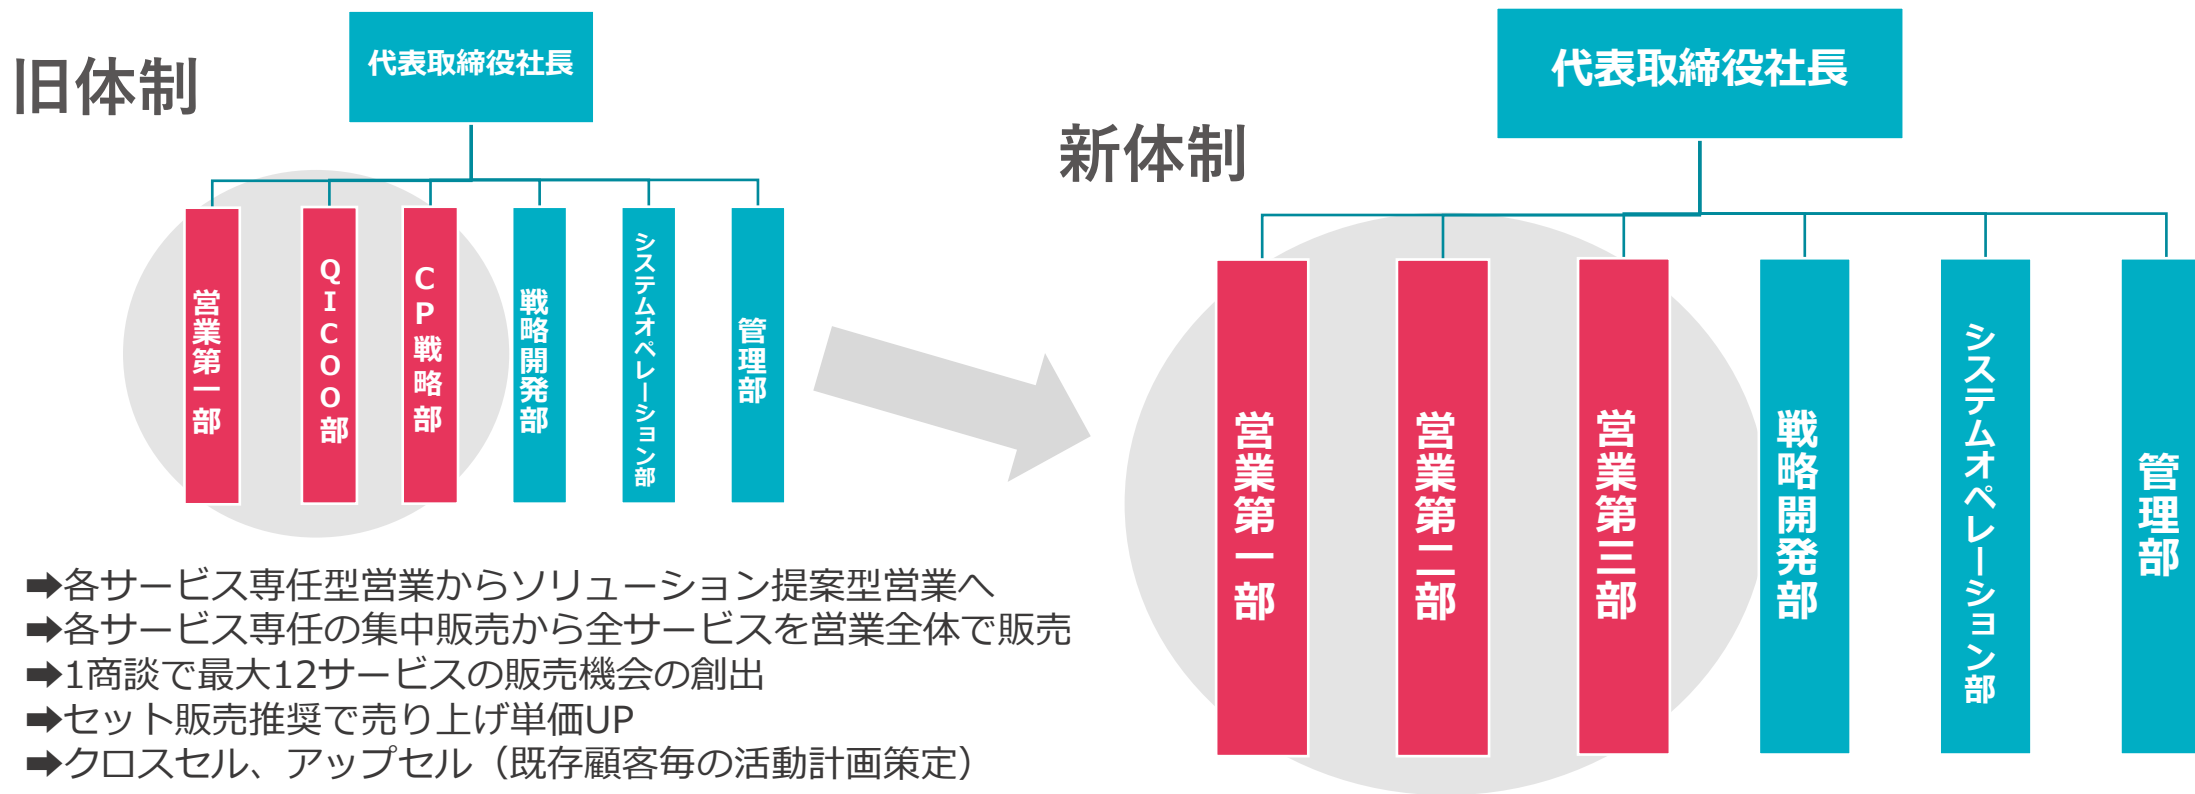 旧体制
代表取締役社長
営業第一部
QICOO部
CP戦略部
戦略開発部
システムオペレーション部
管理部
新体制
代表取締役社長
営業第一部
営業第二部
営業第三部
戦略開発部
システムオペレーション部
管理部
➡各サービス専任型営業からソリューション提案型営業へ
➡各サービス専任の集中販売から全サービスを営業全体で販売
➡1商談で最大12サービスの販売機会の創出
➡セット販売推奨で売り上げ単価UP
➡クロスセル、アップセル（既存顧客毎の活動計画策定）